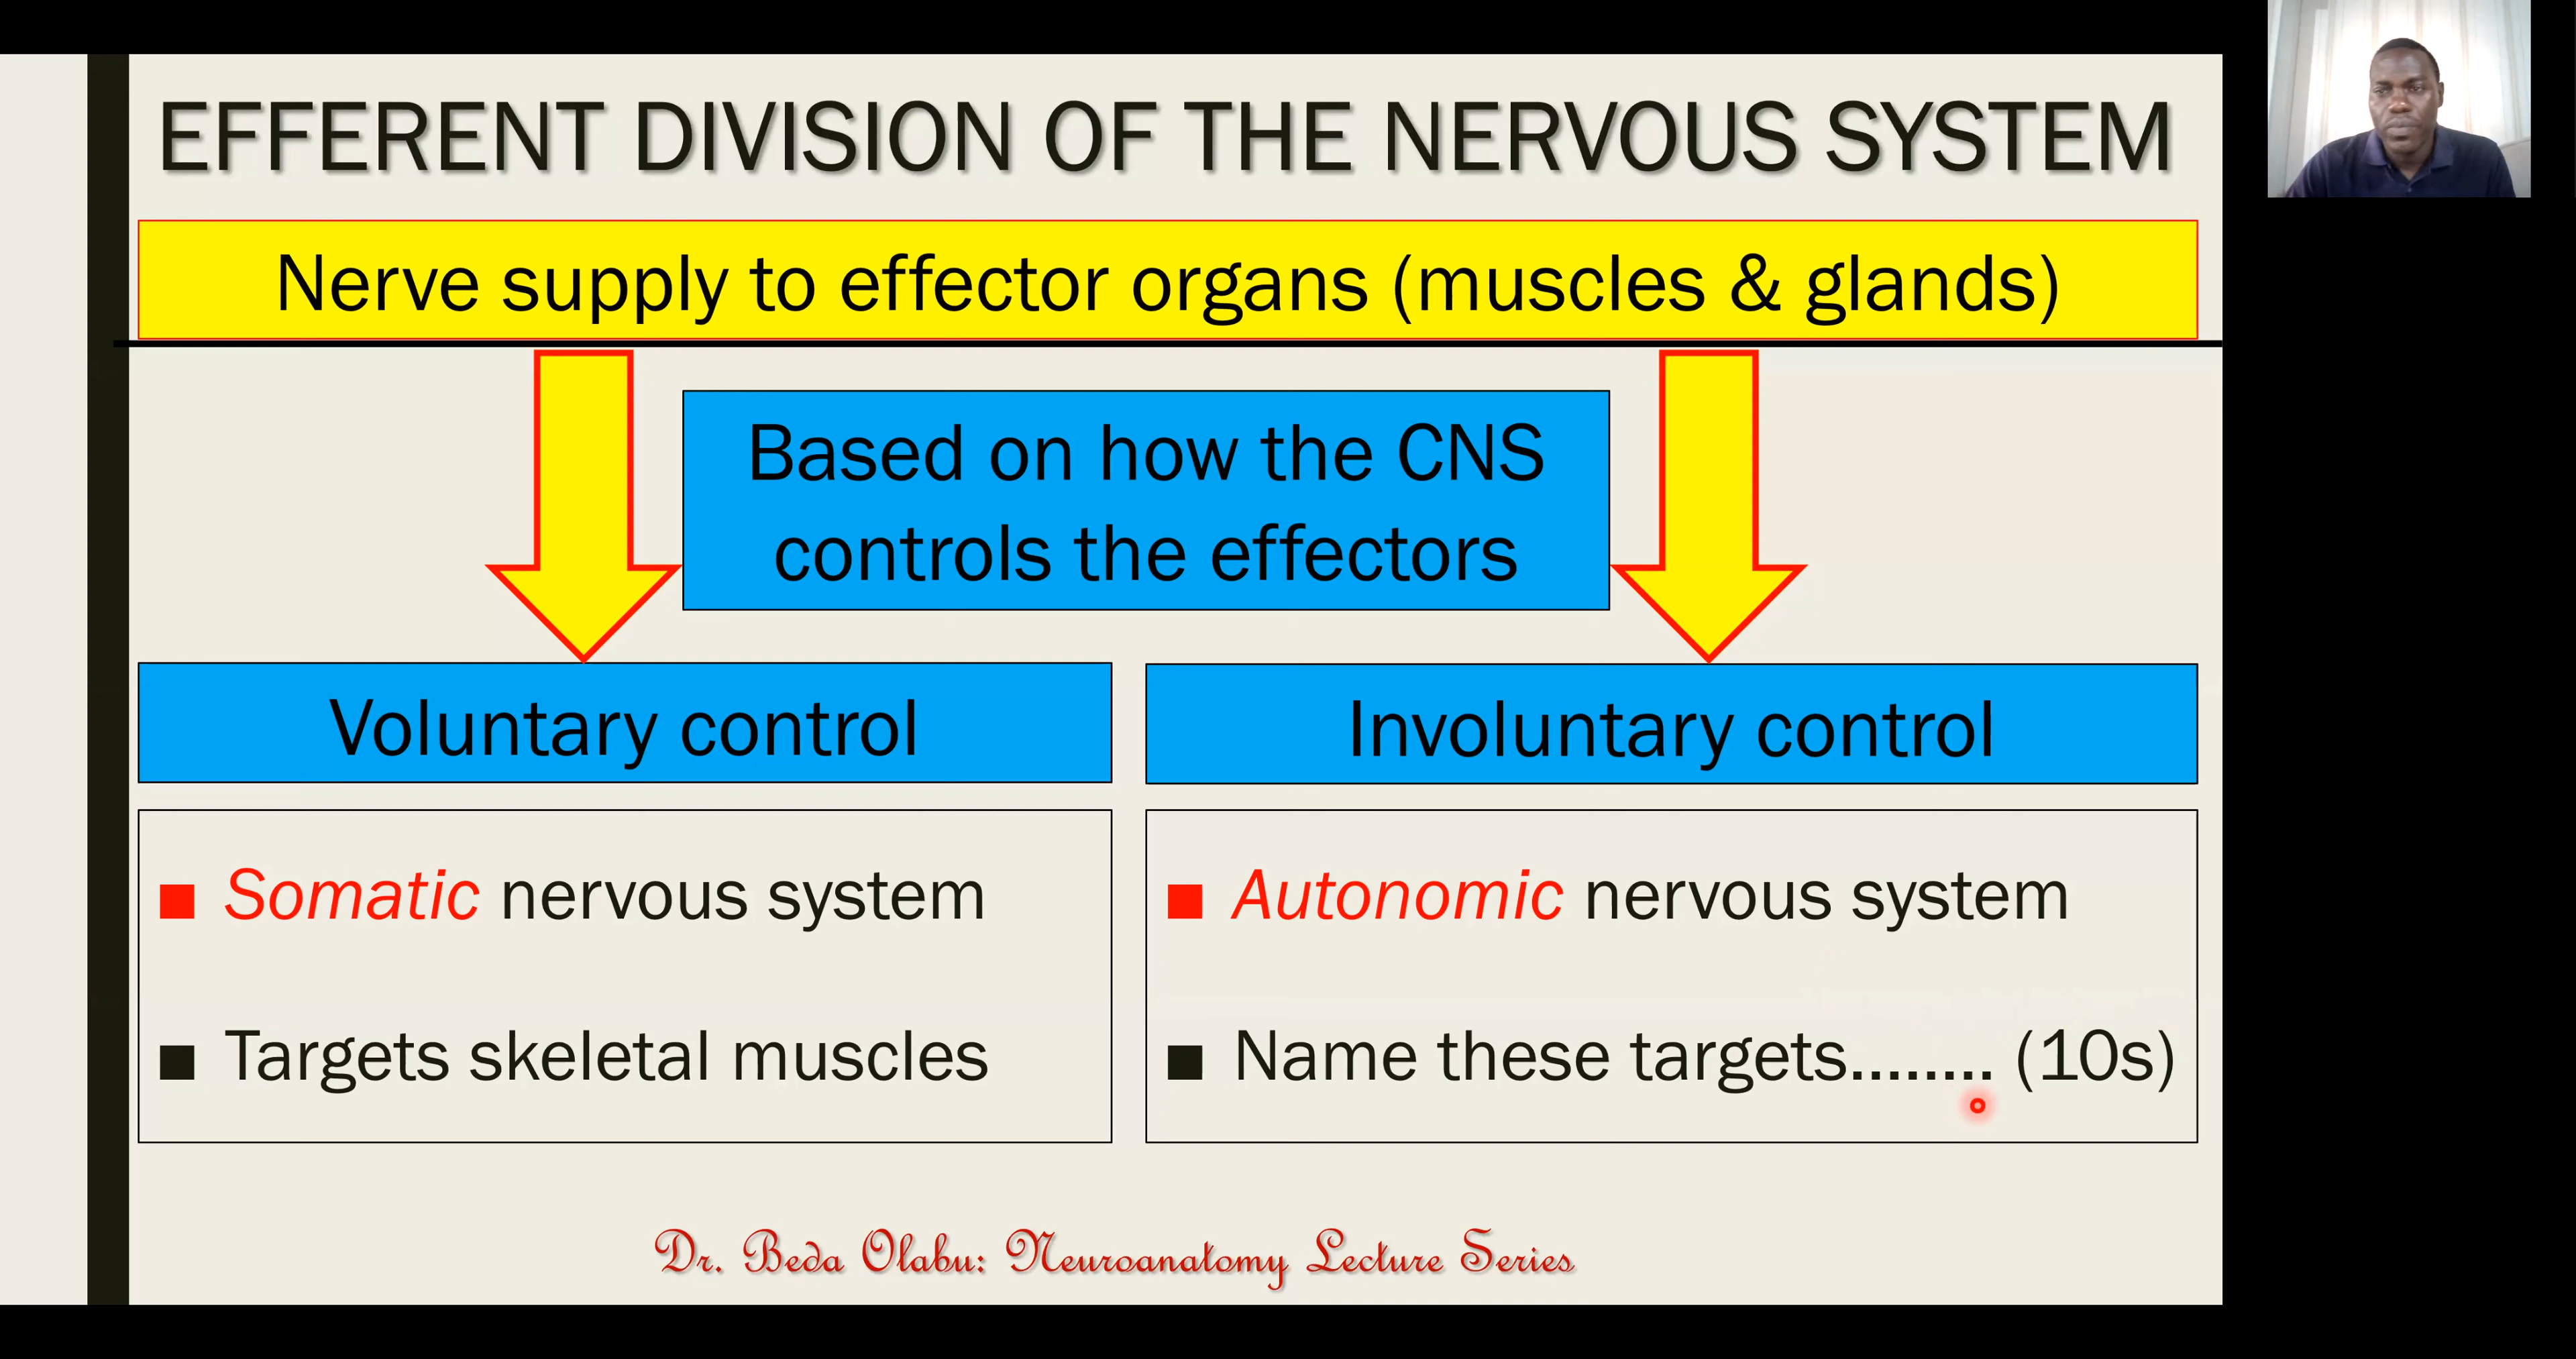 EFFERENT DIVISION OF THE NERVOUS SYSTEM
Nerve supply to effector organs (muscles & glands)
Based on how the CNS
controls the effectors
Voluntary control
Involuntary control
■ Somatic nervous system
■ Targets skeletal muscles
■ Autonomic nervous system
■ Name these targets........ (10s)
Dr. Beda Olabu: Neuroanatomy Lecture Series